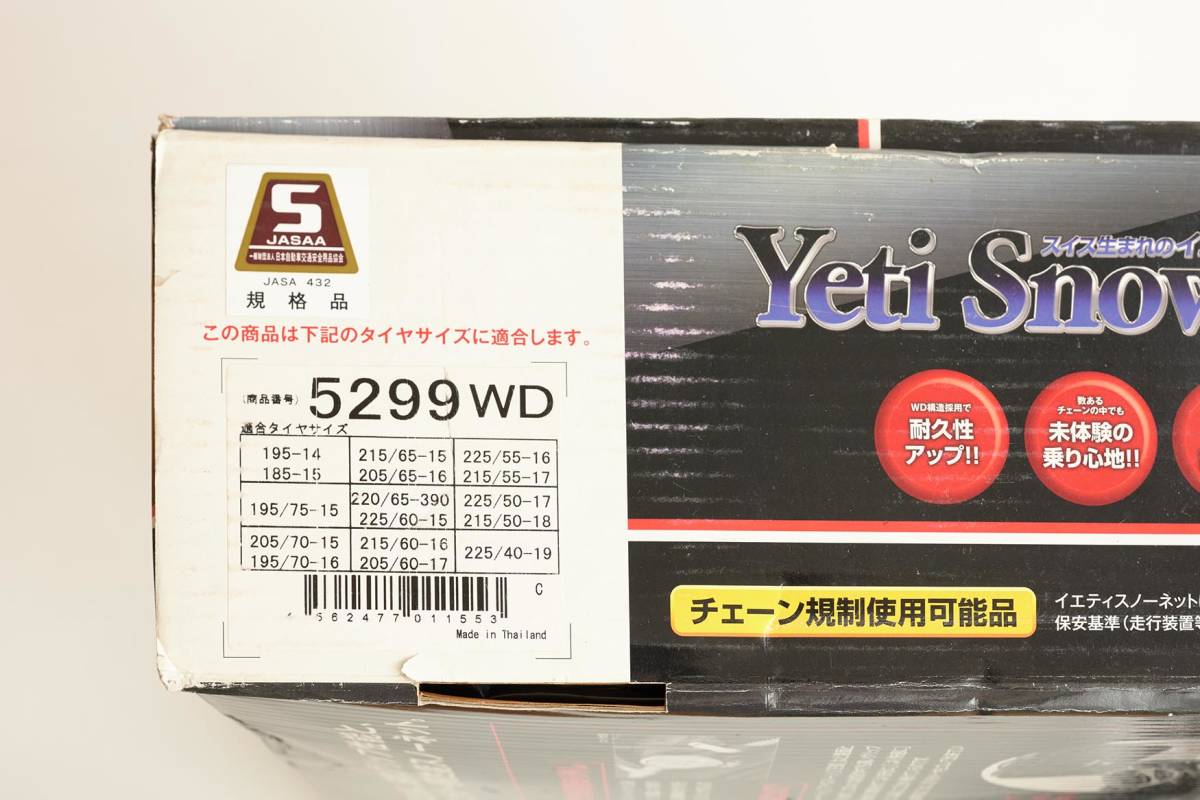 S
JASAA
一般財団法人 日本自動車交通安全用品協会
JASA 432
規格品
この商品は下記のタイヤサイズに適合します。
(商品番号) 5299WD
適合タイヤサイズ
195-14 215/65-15 225/55-16
185-15 205/65-16 215/55-17
195/75-15 220/65-390 225/50-17
225/60-15 215/50-18
205/70-15 215/60-16 225/40-19
195/70-16 205/60-17
C
562477 011553
Made in Thailand
スイス生まれの
Yeti Snow
WD構造採用で
耐久性
アップ!!
数ある
チェーンの中でも
未体験の
乗り心地!!
チェーン規制使用可能品
イエティスノーネット
保安基準(走行装置